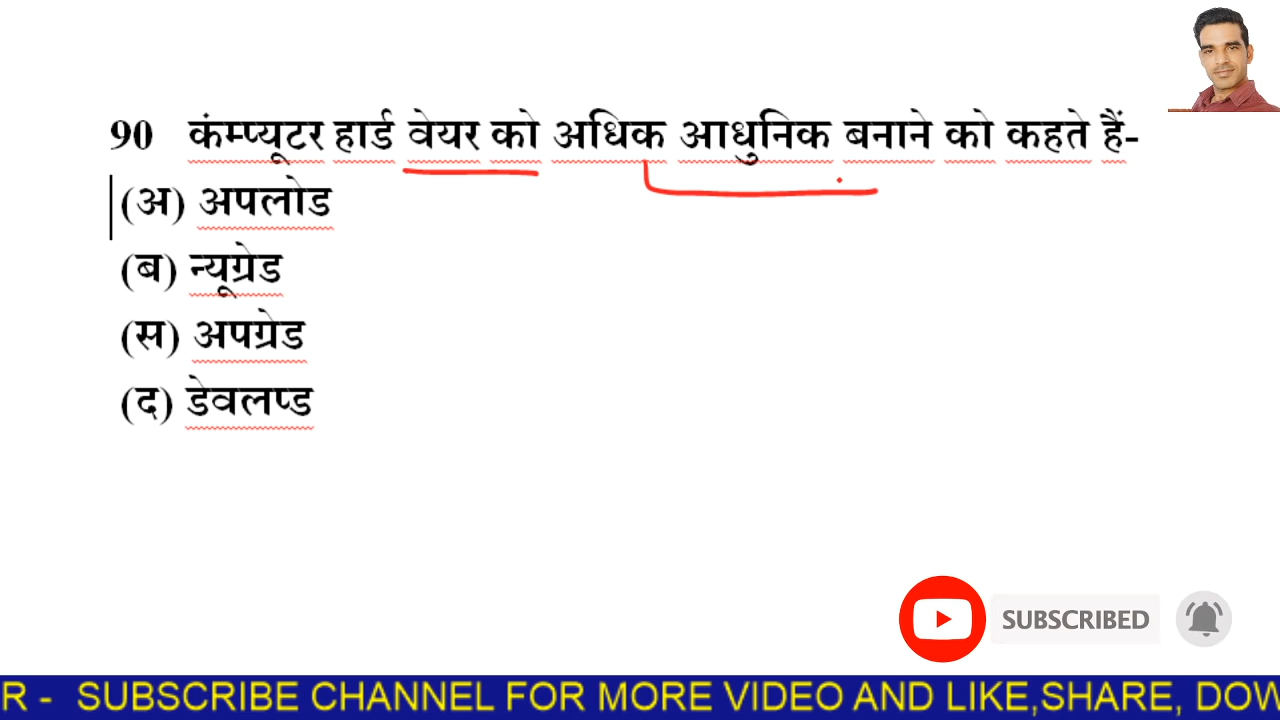 90 कंम्प्यूटर हार्ड वेयर को अधिक आधुनिक बनाने को कहते हैं-
(अ) अपलोड
(ब) न्यूग्रेड
(स) अपग्रेड
(द) डेवलप्ड
SUBSCRIBED
R - SUBSCRIBE CHANNEL FOR MORE VIDEO AND LIKE,SHARE, DOW